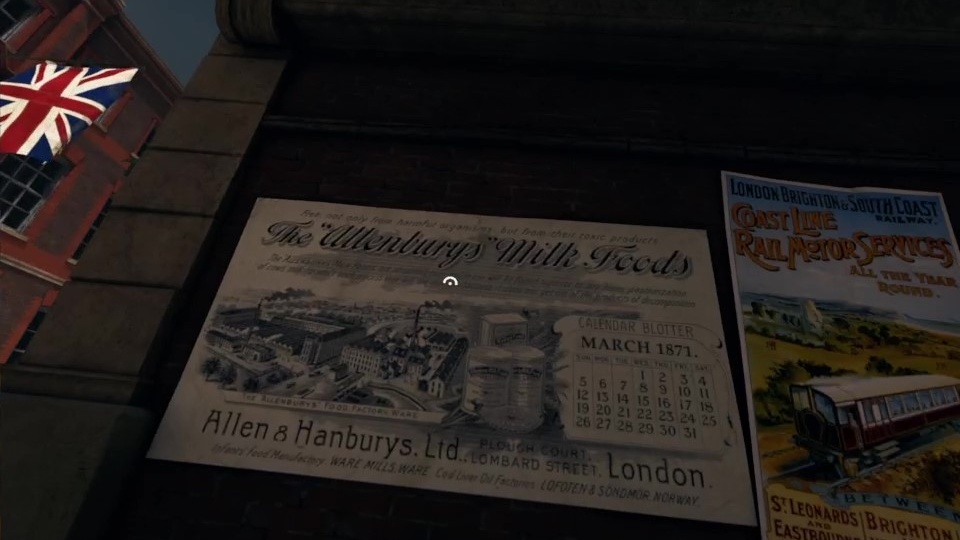 Free, not only from harmful organisms, but from their toxic products
The "Allenburys" Milk Foods
THE ALLENBURYS FOOD FACTORY, WARE
CALENDAR BLOTTER
MARCH 1871.
SUN. MON. TUE. WED. THU. FRI. SAT.
1 2 3 4
5 6 7 8 9 10 11
12 13 14 15 16 17 18
19 20 21 22 23 24 25
26 27 28 29 30 31
Allen & Hanburys, Ltd., PLOUGH COURT, LOMBARD STREET, London.
Infants Food Manufactory: WARE MILLS, WARE. Cod Liver Oil Factories: LOFOTEN & SONDMOR, NORWAY.
LONDON BRIGHTON & SOUTH COAST
RAILWAY.
COAST LINE
RAIL MOTOR SERVICES
ALL THE YEAR
ROUND.
BETWEEN
ST LEONARDS
AND
EASTBOURNE
BRIGHTON